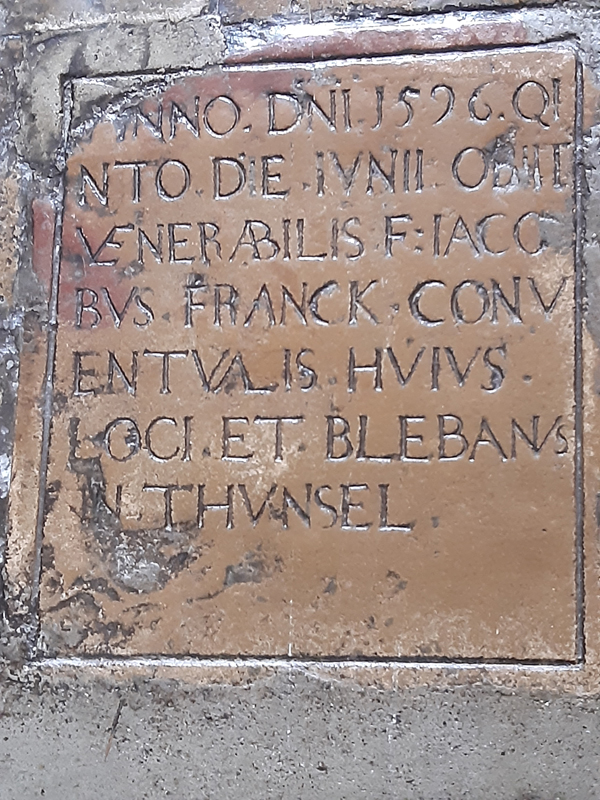 ANNO. DNI 1596. QI
NTO. DIE. IVNII. OBIIT
VENERABILIS F: IACO
BVS FRANCK. CONV
ENTVALIS HVIVS.
LOCI. ET. BLEBANVS
IN. THVNSEL